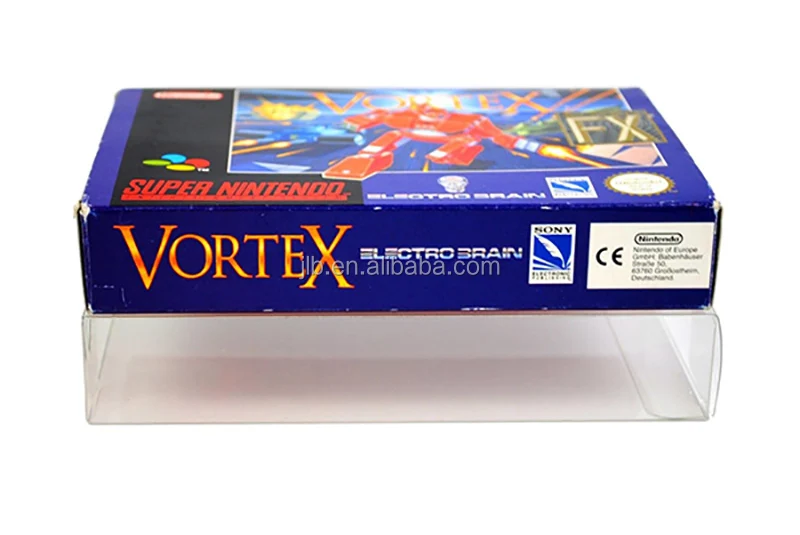 VORTEX
FX
TM
SUPER NINTENDO
ELECTRO BRAIN
VORTEX
ELECTRO BRAIN
SONY
ELECTRONIC
PUBLISHING
CE
Nintendo
Nintendo of Europe
GmbH. Babenhäuser
Straße 50,
63760 Großostheim,
Deutschland.
jlb.en.alibaba.com